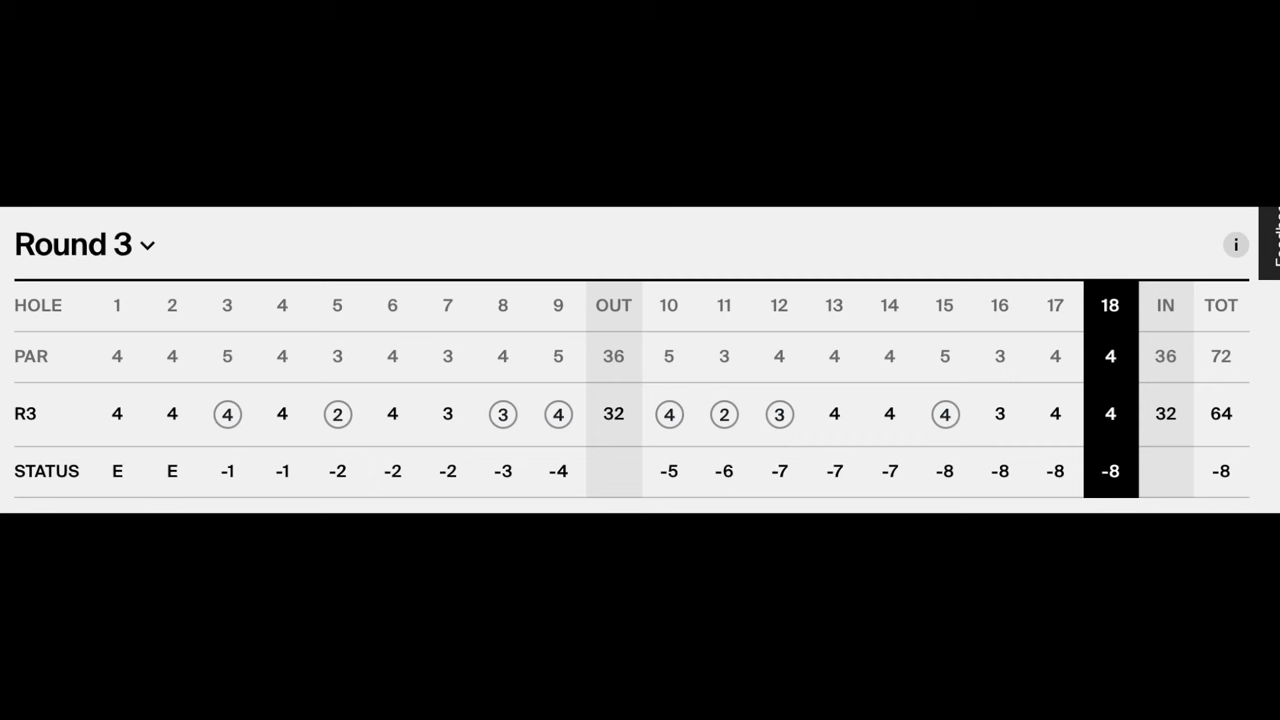 Round 3
i
HOLE 1 2 3 4 5 6 7 8 9 OUT 10 11 12 13 14 15 16 17 18 IN TOT
PAR 4 4 5 4 3 4 3 4 5 36 5 3 4 4 4 5 3 4 4 36 72
R3 4 4 4 4 2 4 3 3 4 32 4 2 3 4 4 4 3 4 4 32 64
STATUS E E -1 -1 -2 -2 -2 -3 -4 -5 -6 -7 -7 -7 -8 -8 -8 -8 -8